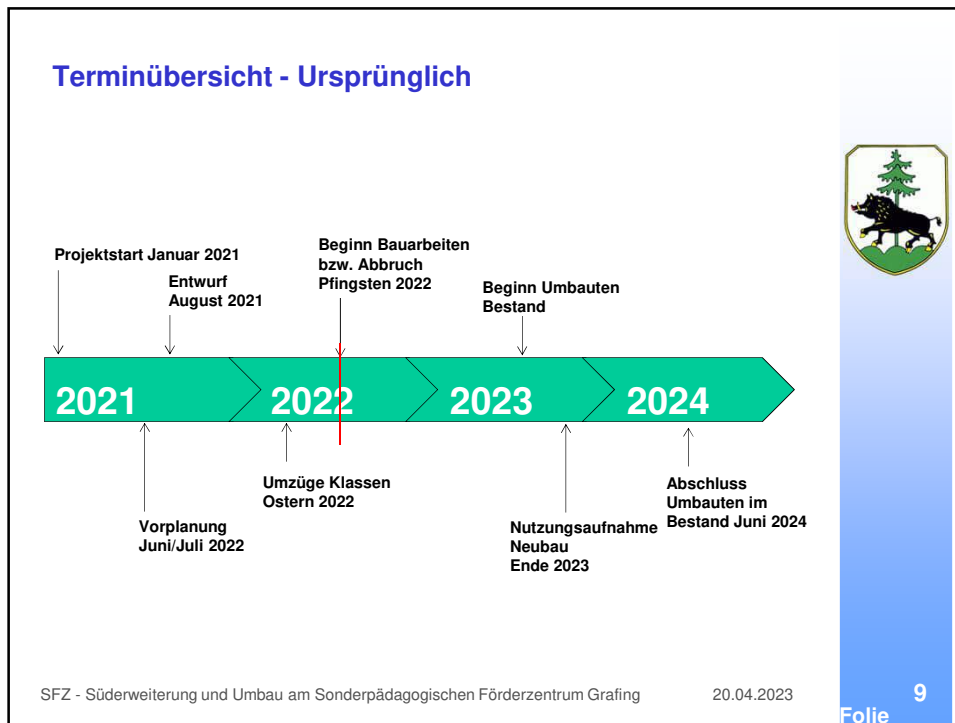 Terminübersicht - Ursprünglich
Projektstart Januar 2021
Entwurf
August 2021
Beginn Bauarbeiten
bzw. Abbruch
Pfingsten 2022
Beginn Umbauten
Bestand
2021
2022
2023
2024
Vorplanung
Juni/Juli 2022
Umzüge Klassen
Ostern 2022
Nutzungsaufnahme
Neubau
Ende 2023
Abschluss
Umbauten im
Bestand Juni 2024
SFZ - Süderweiterung und Umbau am Sonderpädagogischen Förderzentrum Grafing
20.04.2023
9
Folie